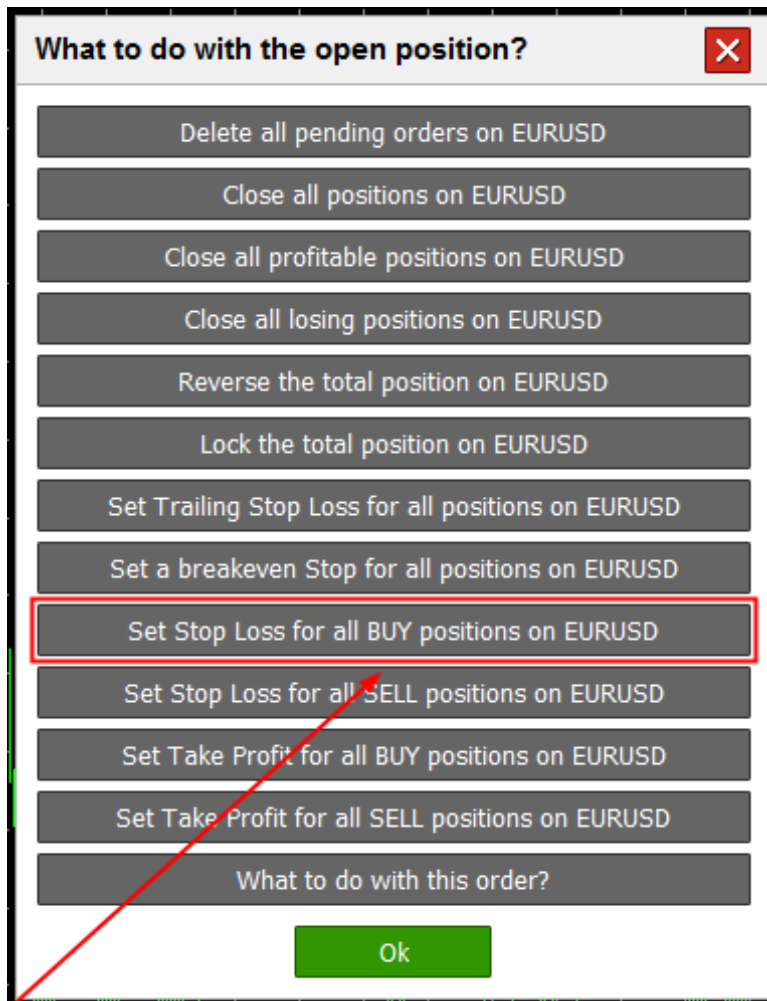 What to do with the open position?
Delete all pending orders on EURUSD
Close all positions on EURUSD
Close all profitable positions on EURUSD
Close all losing positions on EURUSD
Reverse the total position on EURUSD
Lock the total position on EURUSD
Set Trailing Stop Loss for all positions on EURUSD
Set a breakeven Stop for all positions on EURUSD
Set Stop Loss for all BUY positions on EURUSD
Set Stop Loss for all SELL positions on EURUSD
Set Take Profit for all BUY positions on EURUSD
Set Take Profit for all SELL positions on EURUSD
What to do with this order?
Ok